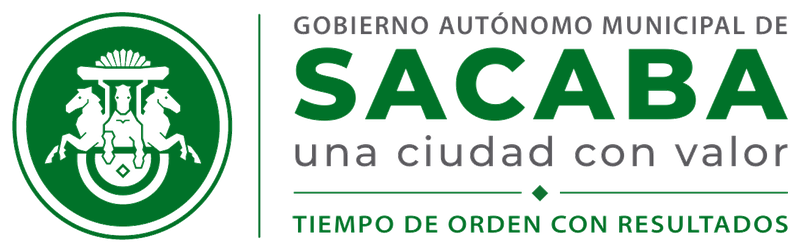 GOBIERNO AUTÓNOMO MUNICIPAL DE
SACABA
una ciudad con valor
TIEMPO DE ORDEN CON RESULTADOS